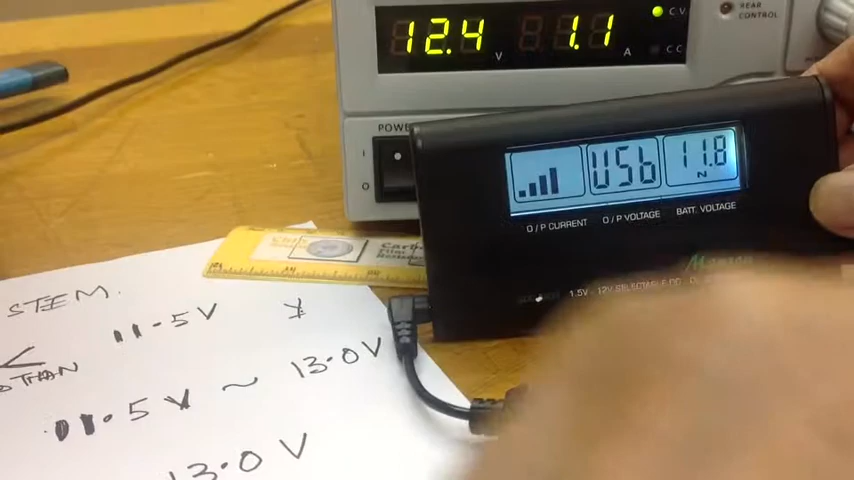 REAR
CONTROL
12.4 V 1.1 A
C.V
C.C
POWER
I
O
USb 11.8
N
O/P CURRENT O/P VOLTAGE BATT. VOLTAGE
1.5V - 12V SELECTABLE DC
STEM.
< 11.5V
THAN
11.5V ~ 13.0V
13.0V